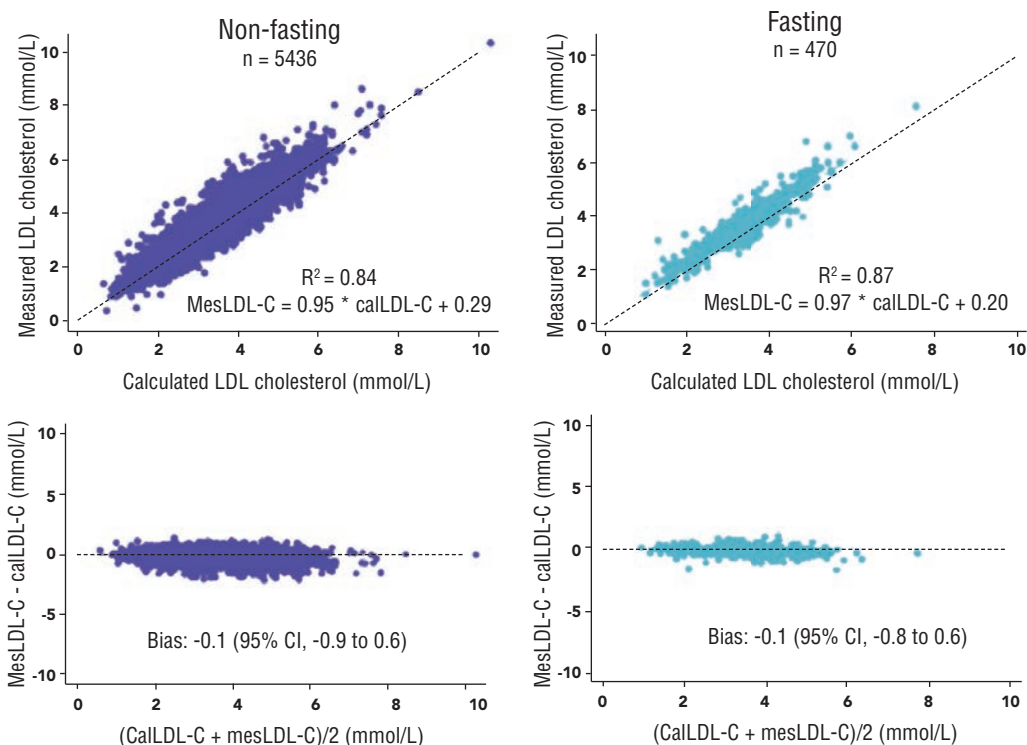 Non-fasting
n = 5436
Measured LDL cholesterol (mmol/L)
10
8
6
4
2
0
R² = 0.84
MesLDL-C = 0.95 * calLDL-C + 0.29
0 2 4 6 8 10
Calculated LDL cholesterol (mmol/L)
Fasting
n = 470
Measured LDL cholesterol (mmol/L)
10
8
6
4
2
0
R² = 0.87
MesLDL-C = 0.97 * calLDL-C + 0.20
0 2 4 6 8 10
Calculated LDL cholesterol (mmol/L)
MesLDL-C - calLDL-C (mmol/L)
10
5
0
-5
-10
Bias: -0.1 (95% CI, -0.9 to 0.6)
0 2 4 6 8 10
(CalLDL-C + mesLDL-C)/2 (mmol/L)
MesLDL-C - calLDL-C (mmol/L)
10
5
0
-5
-10
Bias: -0.1 (95% CI, -0.8 to 0.6)
0 2 4 6 8 10
(CalLDL-C + mesLDL-C)/2 (mmol/L)